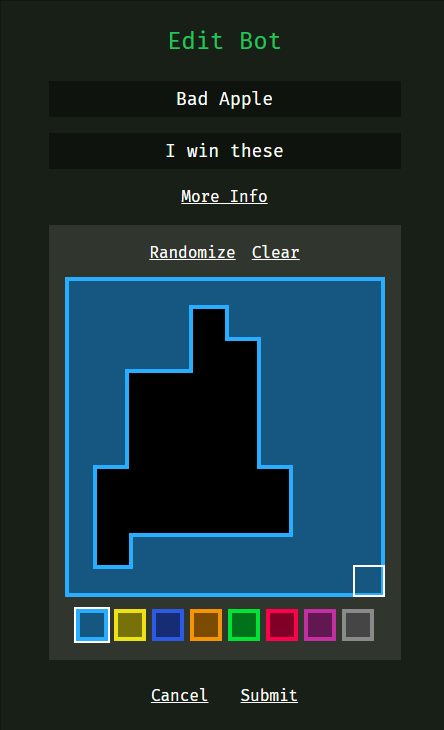 Edit Bot
Bad Apple
I win these
More Info
Randomize Clear
Cancel Submit